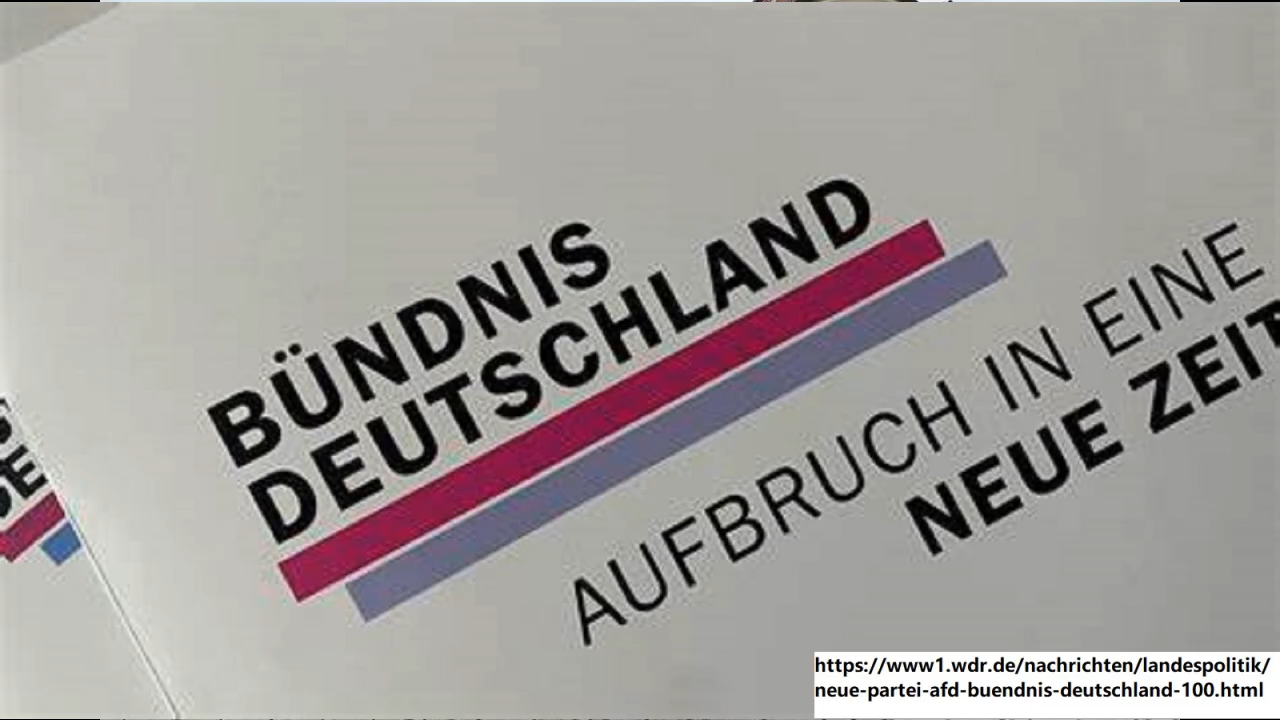 BÜNDNIS
DEUTSCHLAND
AUFBRUCH IN EINE
NEUE ZEIT
https://www1.wdr.de/nachrichten/landespolitik/
neue-partei-afd-buendnis-deutschland-100.html